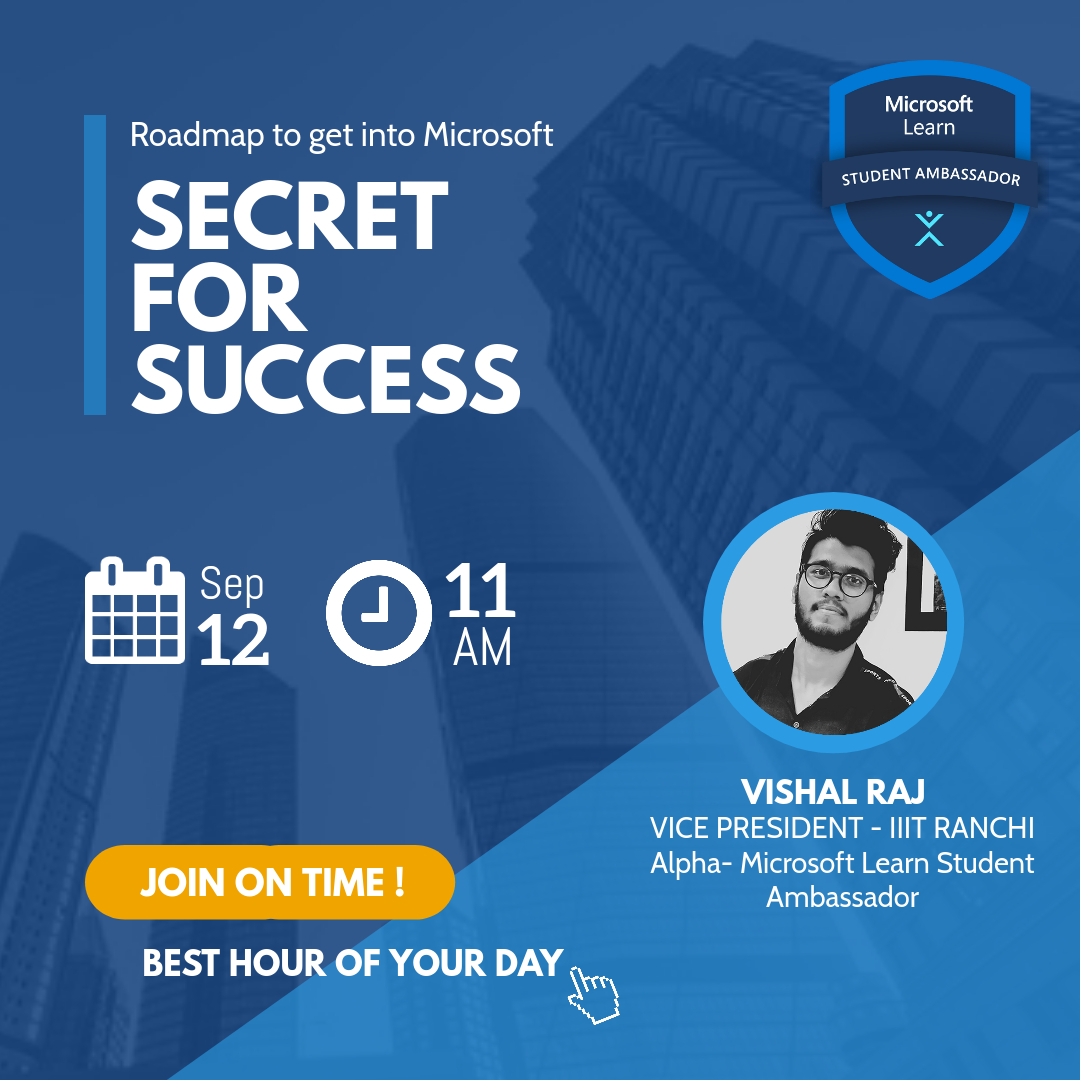 Roadmap to get into Microsoft
SECRET
FOR
SUCCESS
Microsoft
Learn
STUDENT AMBASSADOR
Sep
12
11
AM
VISHAL RAJ
VICE PRESIDENT - IIIT RANCHI
Alpha- Microsoft Learn Student
Ambassador
JOIN ON TIME !
BEST HOUR OF YOUR DAY